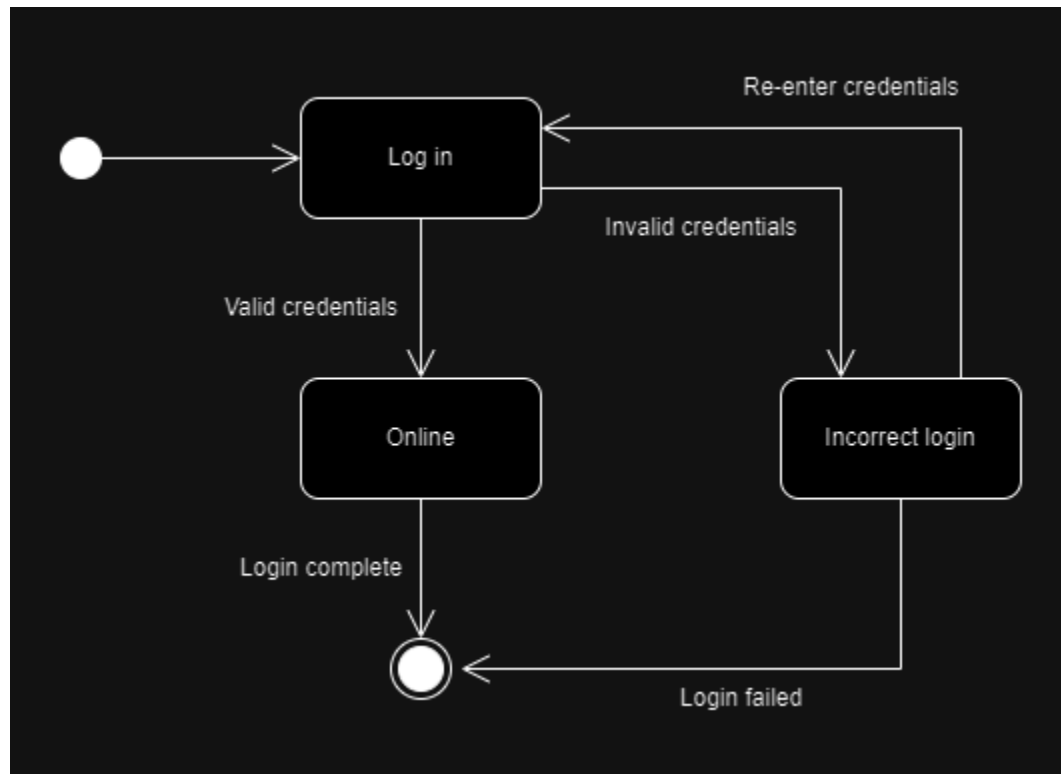 Re-enter credentials
Log in
Invalid credentials
Valid credentials
Online
Incorrect login
Login complete
Login failed